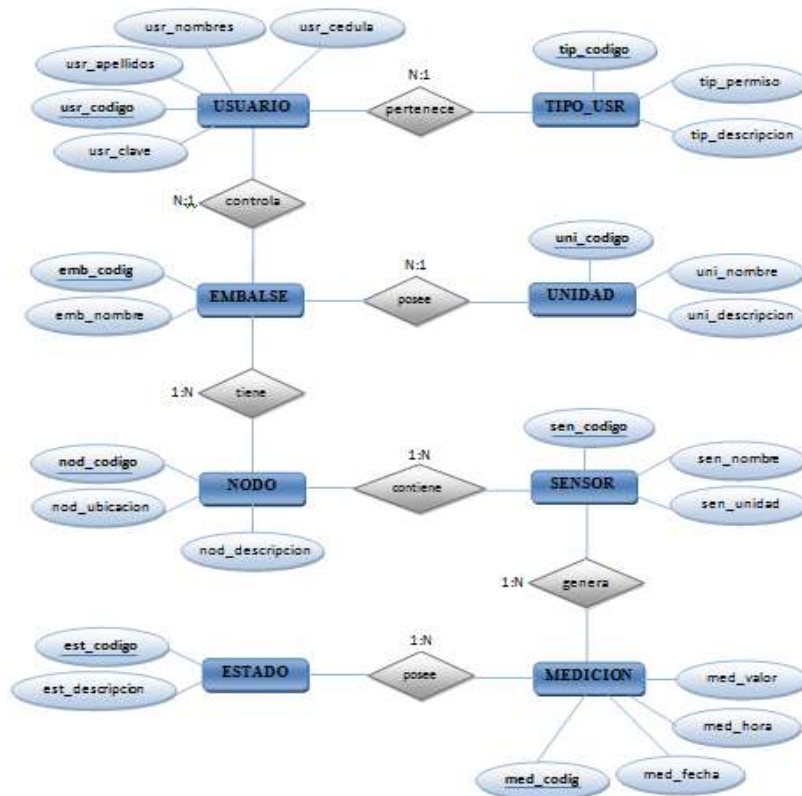 usr_nombres
usr_cedula
usr_apellidos
usr_codigo
usr_clave
USUARIO
N:1
pertenece
tip_codigo
TIPO_USR
tip_permiso
tip_descripcion
N:1
controla
emb_codig
emb_nombre
EMBALSE
N:1
posee
uni_codigo
UNIDAD
uni_nombre
uni_descripcion
1:N
tiene
nod_codigo
nod_ubicacion
NODO
nod_descripcion
1:N
contiene
sen_codigo
SENSOR
sen_nombre
sen_unidad
1:N
genera
est_codigo
est_descripcion
ESTADO
1:N
posee
MEDICION
med_valor
med_hora
med_fecha
med_codig